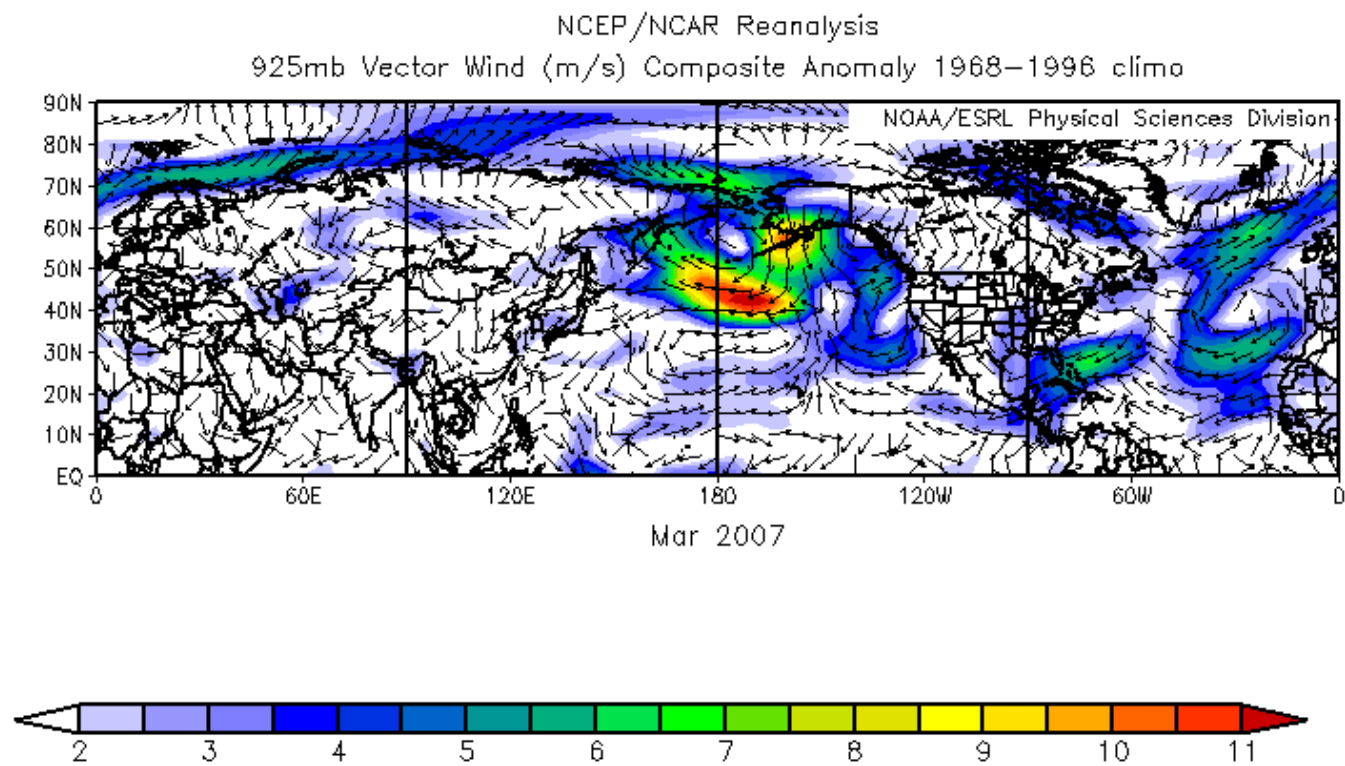 NCEP/NCAR Reanalysis
925mb Vector Wind (m/s) Composite Anomaly 1968-1996 climo
NOAA/ESRL Physical Sciences Division
90N
80N
70N
60N
50N
40N
30N
20N
10N
EQ
0 60E 120E 180 120W 60W 0
Mar 2007
2 3 4 5 6 7 8 9 10 11